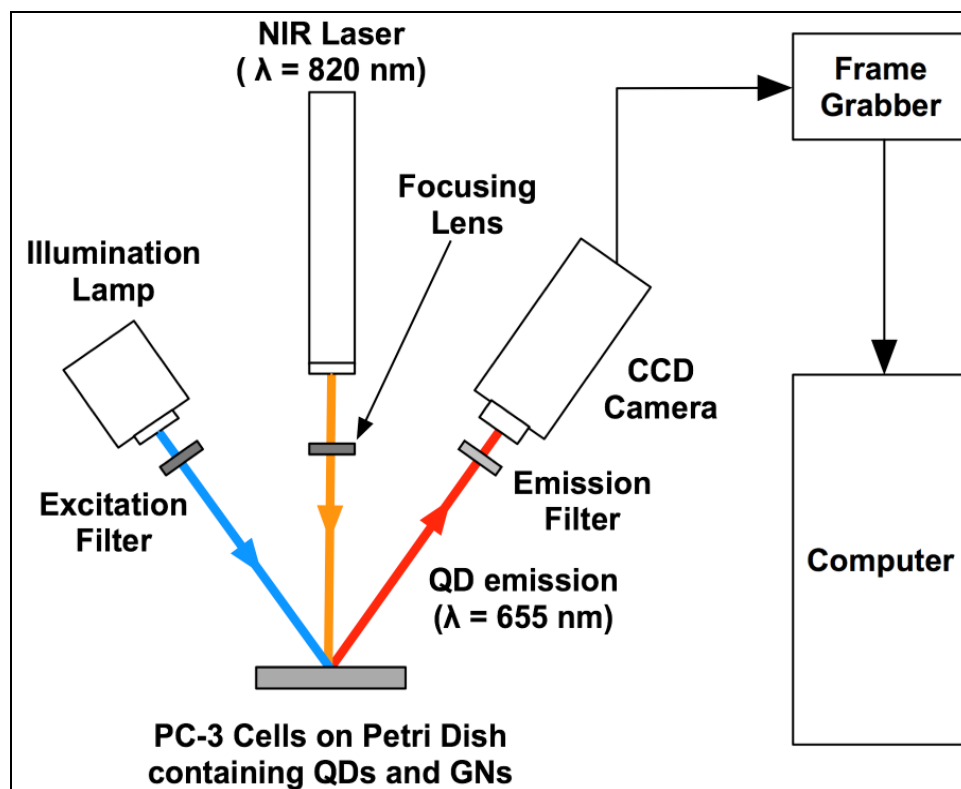 NIR Laser
( λ = 820 nm)
Frame
Grabber
Focusing
Lens
Illumination
Lamp
CCD
Camera
Excitation
Filter
Emission
Filter
QD emission
(λ = 655 nm)
Computer
PC-3 Cells on Petri Dish
containing QDs and GNs